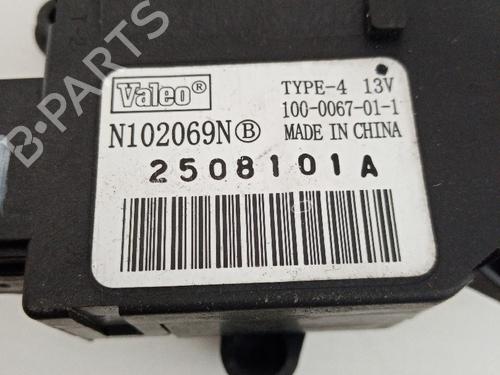 Valeo®
TYPE-4 13V
100-0067-01-1
N102069N Ⓑ
MADE IN CHINA
2508101A
B-PARTS